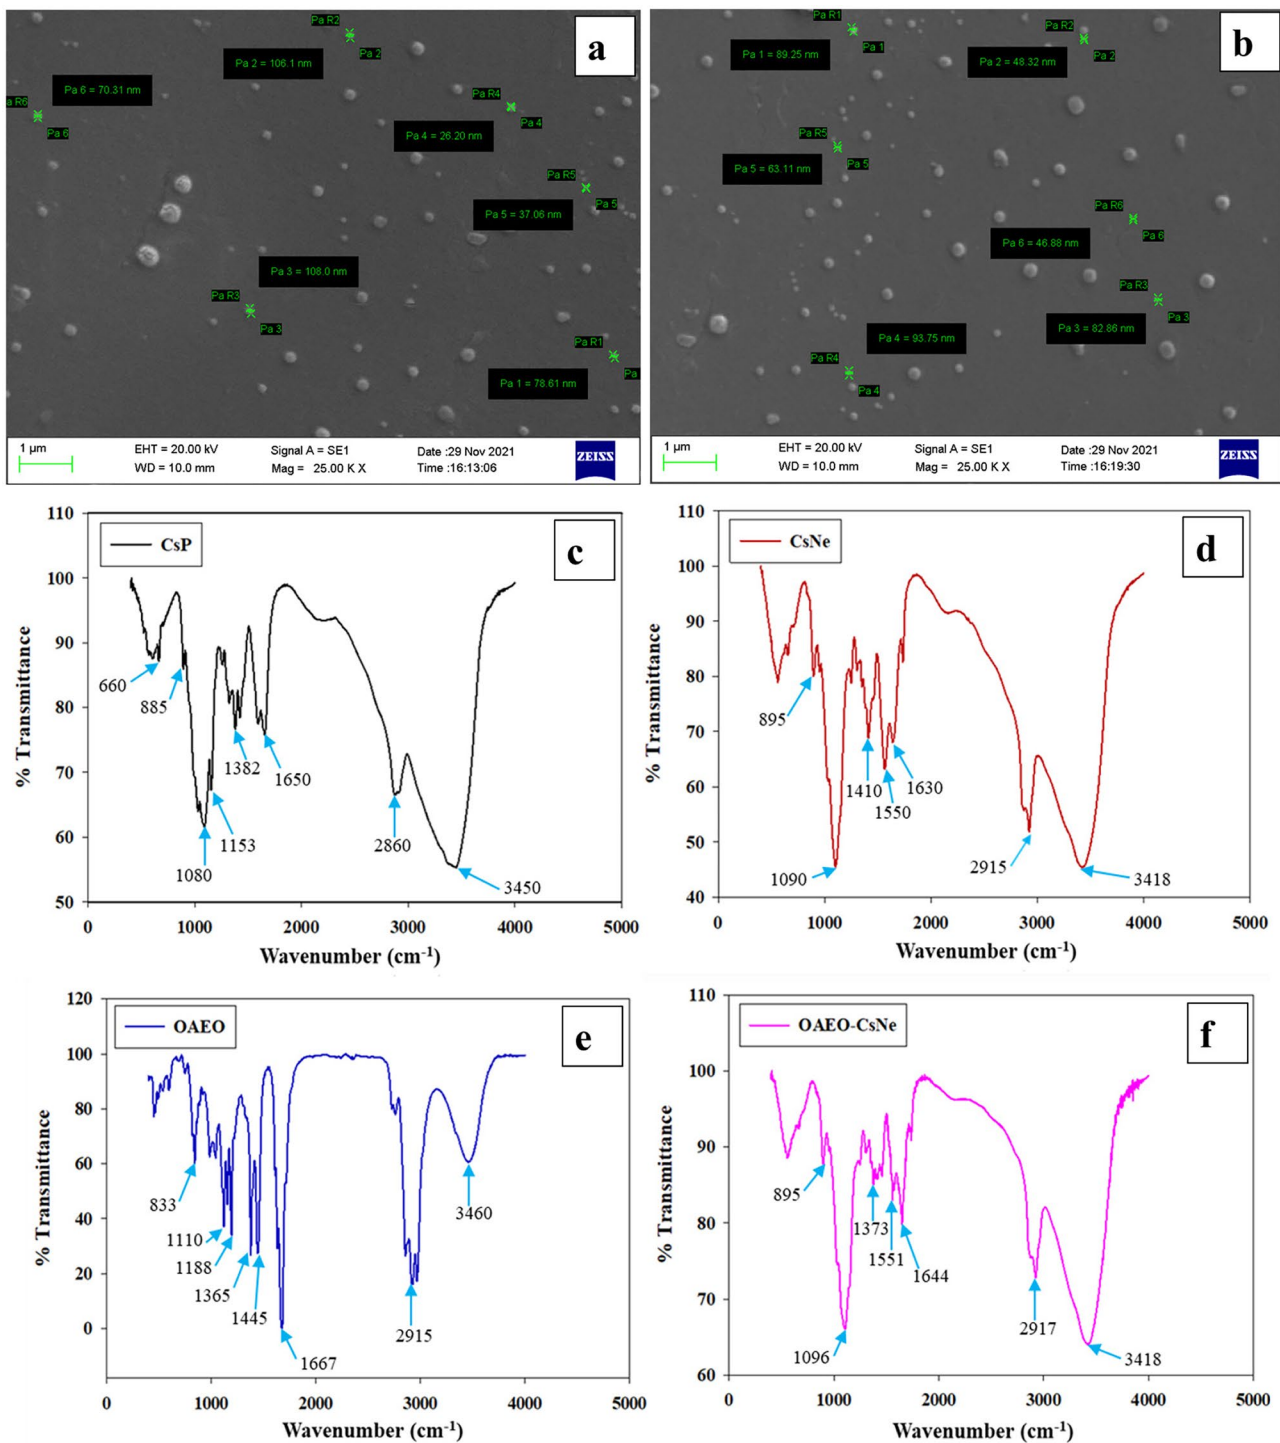 a
Pa R2
Pa 2
Pa 2 = 106.1 nm
Pa 6 = 70.31 nm
a R6
Pa 6
Pa R4
Pa 4
Pa 4 = 26.20 nm
Pa R5
Pa 5
Pa 5 = 37.06 nm
Pa 3 = 108.0 nm
Pa R3
Pa 3
Pa R1
Pa
Pa 1 = 78.61 nm
1 µm
EHT = 20.00 kV
WD = 10.0 mm
Signal A = SE1
Mag = 25.00 K X
Date :29 Nov 2021
Time :16:13:06
ZEISS
b
Pa R1
Pa 1
Pa 1 = 89.25 nm
Pa R2
Pa 2
Pa 2 = 48.32 nm
Pa R5
Pa 5
Pa 5 = 63.11 nm
Pa R6
Pa 6
Pa 6 = 46.88 nm
Pa R3
Pa 3
Pa 3 = 82.86 nm
Pa 4 = 93.75 nm
Pa R4
Pa 4
1 µm
EHT = 20.00 kV
WD = 10.0 mm
Signal A = SE1
Mag = 25.00 K X
Date :29 Nov 2021
Time :16:19:30
ZEISS
c
CsP
% Transmittance
110
100
90
80
70
60
50
660
885
1382
1650
1153
1080
2860
3450
0 1000 2000 3000 4000 5000
Wavenumber (cm-1)
d
CsNe
% Transmittance
110
100
90
80
70
60
50
40
895
1410
1550
1630
1090
2915
3418
0 1000 2000 3000 4000 5000
Wavenumber (cm-1)
e
OAEO
% Transmittance
120
100
80
60
40
20
0
833
1110
1188
1365
1445
1667
2915
3460
0 1000 2000 3000 4000 5000
Wavenumber (cm-1)
f
OAEO-CsNe
% Transmittance
110
100
90
80
70
60
895
1373
1551
1644
1096
2917
3418
0 1000 2000 3000 4000 5000
Wavenumber (cm-1)